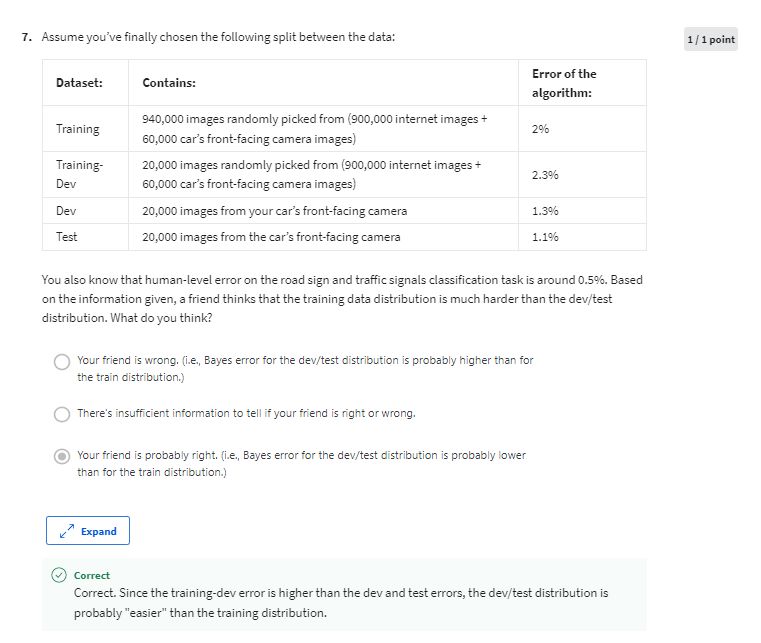 7. Assume you've finally chosen the following split between the data:
1 / 1 point
Dataset: Contains: Error of the
algorithm:
Training 940,000 images randomly picked from (900,000 internet images +
60,000 car's front-facing camera images) 2%
Training-
Dev 20,000 images randomly picked from (900,000 internet images +
60,000 car's front-facing camera images) 2.3%
Dev 20,000 images from your car's front-facing camera 1.3%
Test 20,000 images from the car's front-facing camera 1.1%
You also know that human-level error on the road sign and traffic signals classification task is around 0.5%. Based
on the information given, a friend thinks that the training data distribution is much harder than the dev/test
distribution. What do you think?
Your friend is wrong. (i.e., Bayes error for the dev/test distribution is probably higher than for
the train distribution.)
There's insufficient information to tell if your friend is right or wrong.
Your friend is probably right. (i.e., Bayes error for the dev/test distribution is probably lower
than for the train distribution.)
Expand
Correct
Correct. Since the training-dev error is higher than the dev and test errors, the dev/test distribution is
probably "easier" than the training distribution.